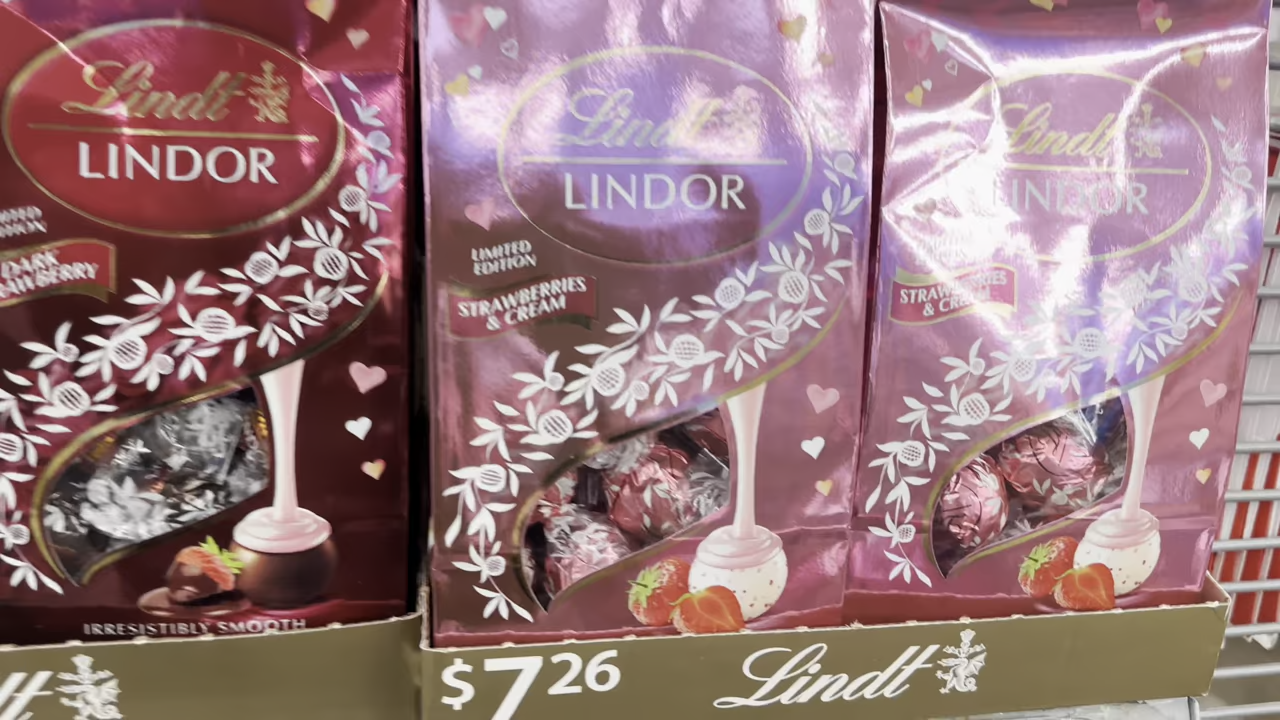 Lindt
LINDOR
DARK
IRRESISTIBLY SMOOTH
Lindt
LINDOR
LIMITED
EDITION
STRAWBERRIES
& CREAM
Lindt
LINDOR
STRAWBERRIES
& CREAM
$7.26
Lindt